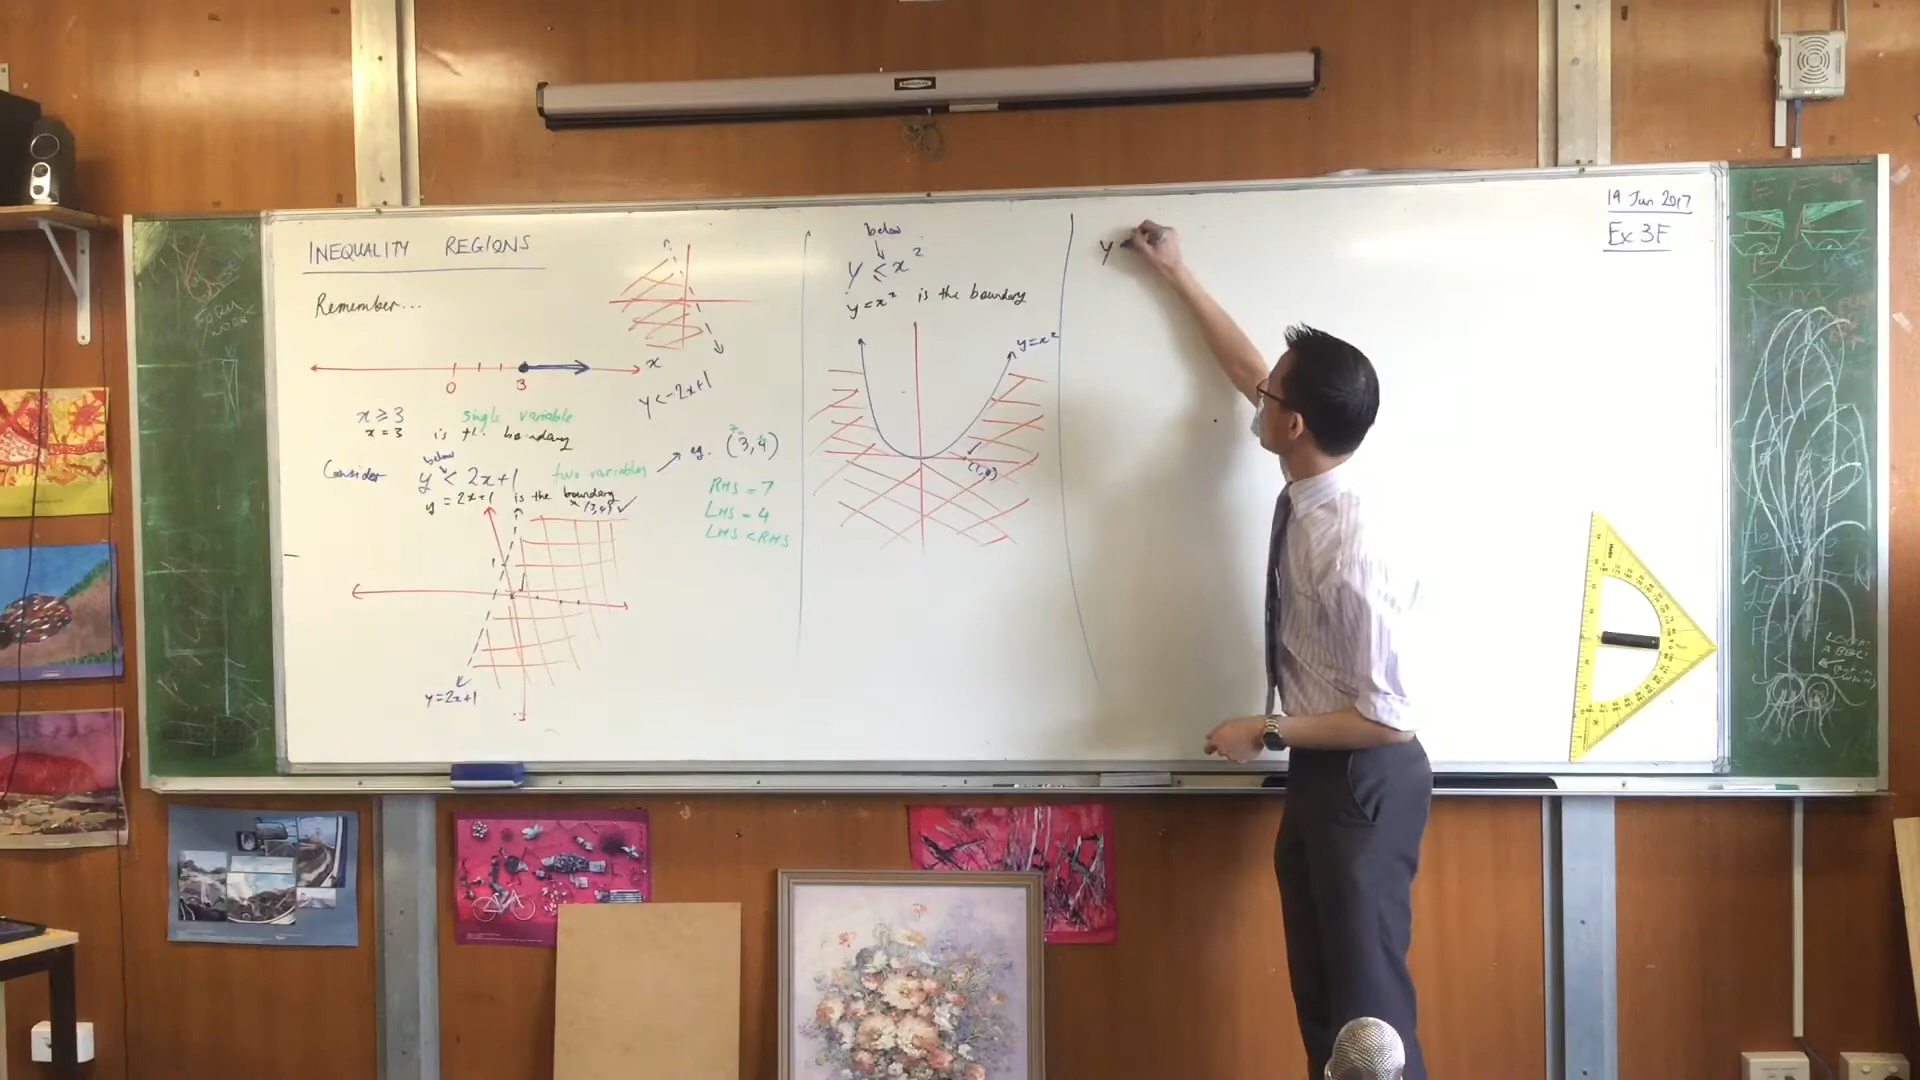 INEQUALITY REGIONS
Remember...
0 3 x
x ≥ 3 single variable
x = 3 is the boundary
below
Consider y < 2x+1 two variables
y = 2x+1 is the boundary
(3,4) ✓
y=2x+1
y<-2x+1
eg. (3,4)
7
RHS = 7
LHS = 4
LHS < RHS
below
y ≤ x²
y = x² is the boundary
y=x²
(1,0)
y
19 Jun 2017
Ex 3F